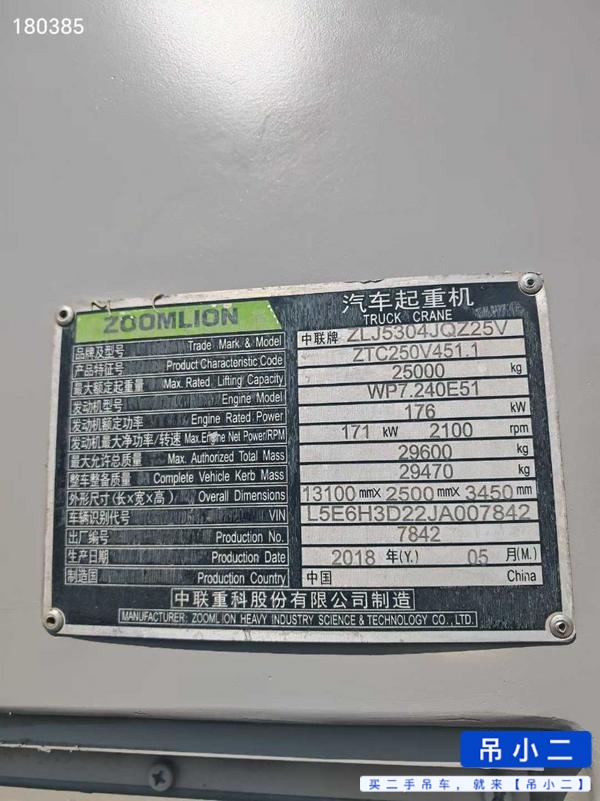 180385
ZOOMLION
汽车起重机
TRUCK CRANE
品牌及型号 Trade Mark & Model 中联牌 ZLJ5304JQZ25V
产品特征号 Product Characteristic Code ZTC250V451.1
最大额定起重量 Max. Rated. Lifting Capacity 25000 kg
发动机型号 Engine Model WP7.240E51
发动机额定功率 Engine Rated. Power 176 kW
发动机最大净功率/转速 Max.Engine Net Power/RPM 171 kW 2100 rpm
最大允许总质量 Max. Authorized Total Mass 29600 kg
整车整备质量 Complete Vehicle Kerb Mass 29470 kg
外形尺寸(长×宽×高) Overall Dimensions 13100 mm× 2500 mm× 3450 mm
车辆识别代号 VIN L5E6H3D22JA007842
出厂编号 Production No. 7842
生产日期 Production Date 2018 年(Y.) 05 月(M.)
制造国 Production Country 中国 China
中联重科股份有限公司制造
MANUFACTURER: ZOOMLION HEAVY INDUSTRY SCIENCE & TECHNOLOGY CO., LTD.
吊小二
买二手吊车，就来【吊小二】